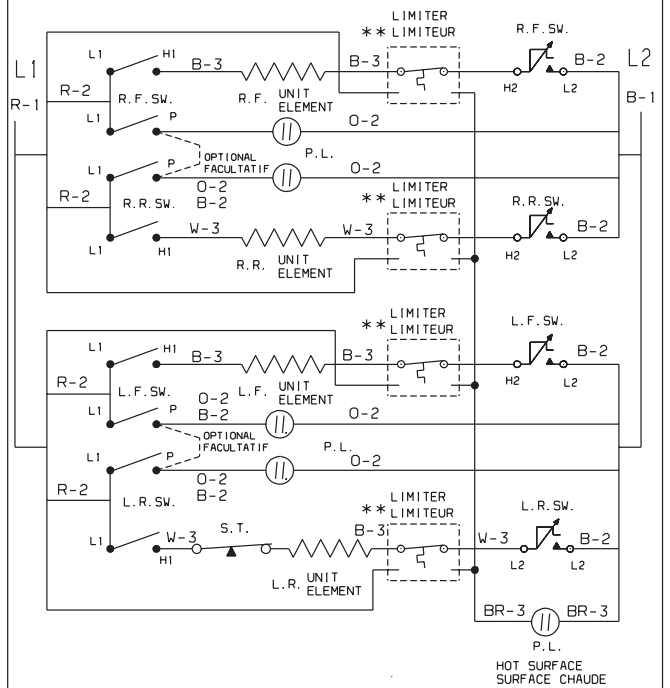 LIMITER
** LIMITEUR
R.F.SW.
L1
L1
H1
B-3
B-3
B-2
L2
R-1
R-2
R.F.SW.
R.F.
UNIT
ELEMENT
H2
L2
B-1
L1
P
O-2
OPTIONAL
FACULTATIF
P.L.
L1
P
O-2
B-2
O-2
LIMITER
** LIMITEUR
R.R.SW.
R-2
R.R.SW.
W-3
W-3
B-2
L1
H1
R.R.
UNIT
ELEMENT
H2
L2
LIMITER
** LIMITEUR
L.F.SW.
L1
H1
B-3
B-3
B-2
R-2
L.F.SW.
O-2
B-2
L.F.
UNIT
ELEMENT
H2
L2
L1
P
O-2
OPTIONAL
FACULTATIF
P.L.
L1
P
O-2
B-2
O-2
R-2
L.R.SW.
LIMITER
** LIMITEUR
L.R.SW.
S.T.
L1
W-3
B-3
W-3
B-2
H1
L.R.
UNIT
ELEMENT
L2
L2
BR-3
BR-3
P.L.
HOT SURFACE
SURFACE CHAUDE